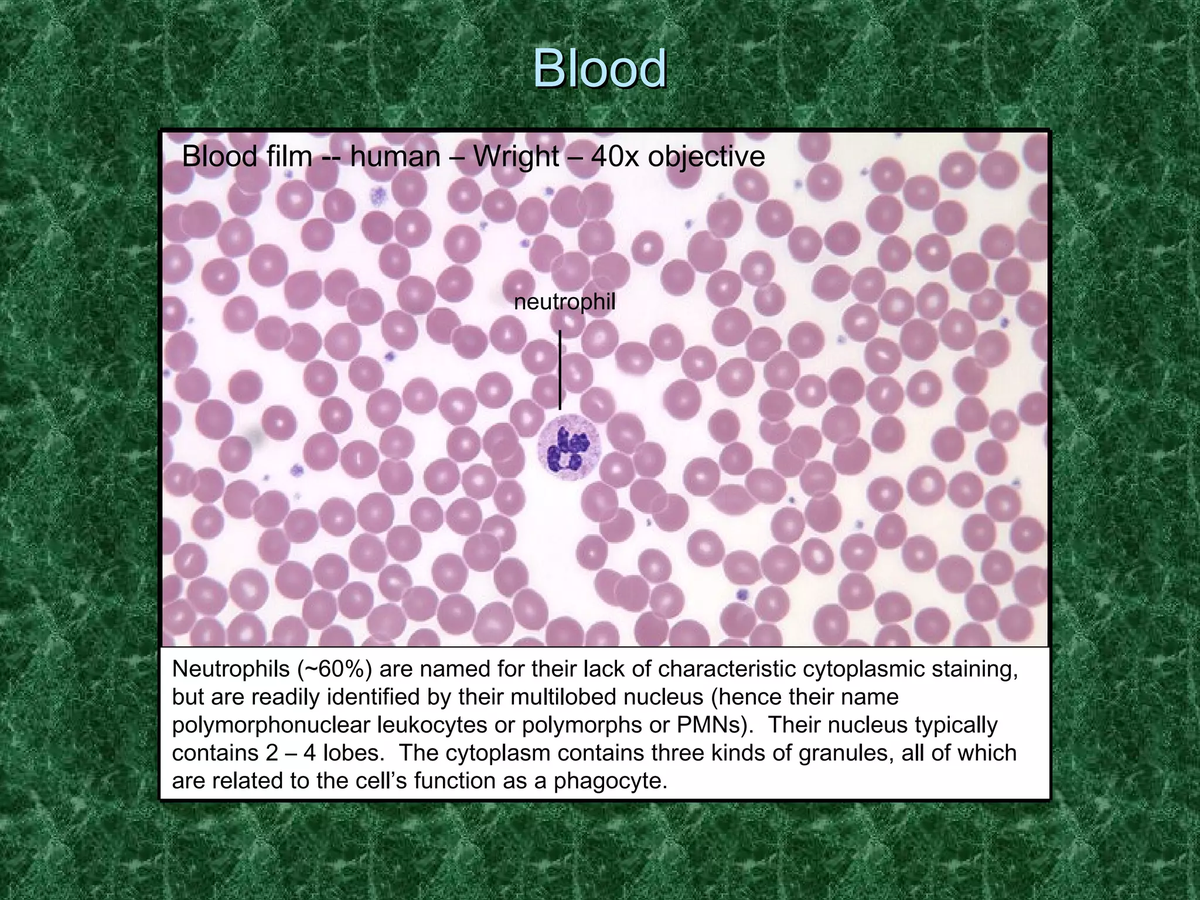 Blood
Blood film -- human – Wright – 40x objective
neutrophil
Neutrophils (~60%) are named for their lack of characteristic cytoplasmic staining,
but are readily identified by their multilobed nucleus (hence their name
polymorphonuclear leukocytes or polymorphs or PMNs).  Their nucleus typically
contains 2 – 4 lobes.  The cytoplasm contains three kinds of granules, all of which
are related to the cell’s function as a phagocyte.